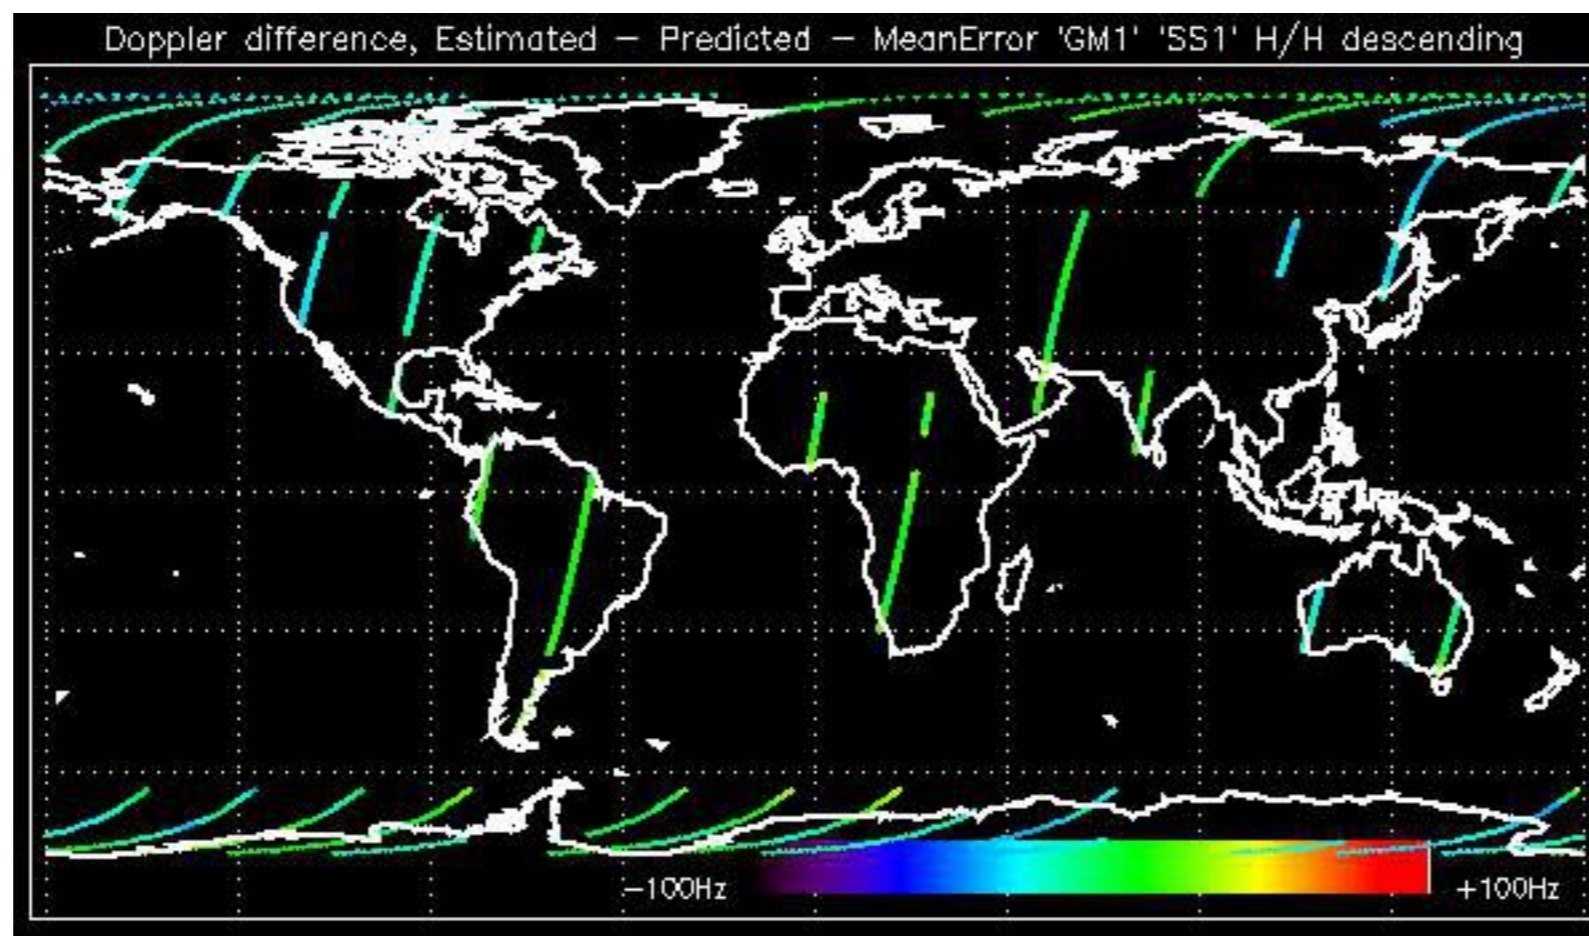 Doppler difference, Estimated – Predicted – MeanError 'GM1' 'SS1' H/H descending
–100Hz
+100Hz